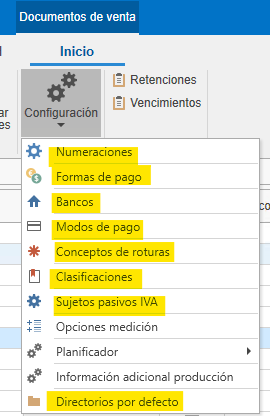 Documentos de venta
Inicio
Configuración
Retenciones
Vencimientos
Numeraciones
Formas de pago
Bancos
Modos de pago
Conceptos de roturas
Clasificaciones
Sujetos pasivos IVA
Opciones medición
Planificador
Información adicional producción
Directorios por defecto